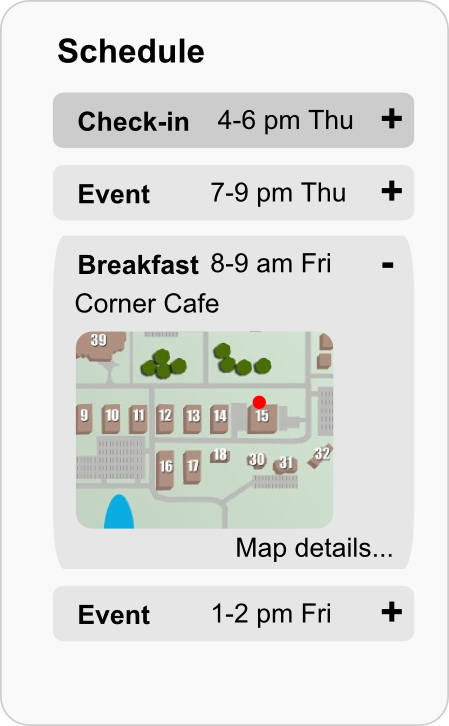 Schedule
Check-in 4-6 pm Thu +
Event 7-9 pm Thu +
Breakfast 8-9 am Fri -
Corner Cafe
39
9 10 11 12 13 14 15
16 17 18 30 31 32
Map details...
Event 1-2 pm Fri +